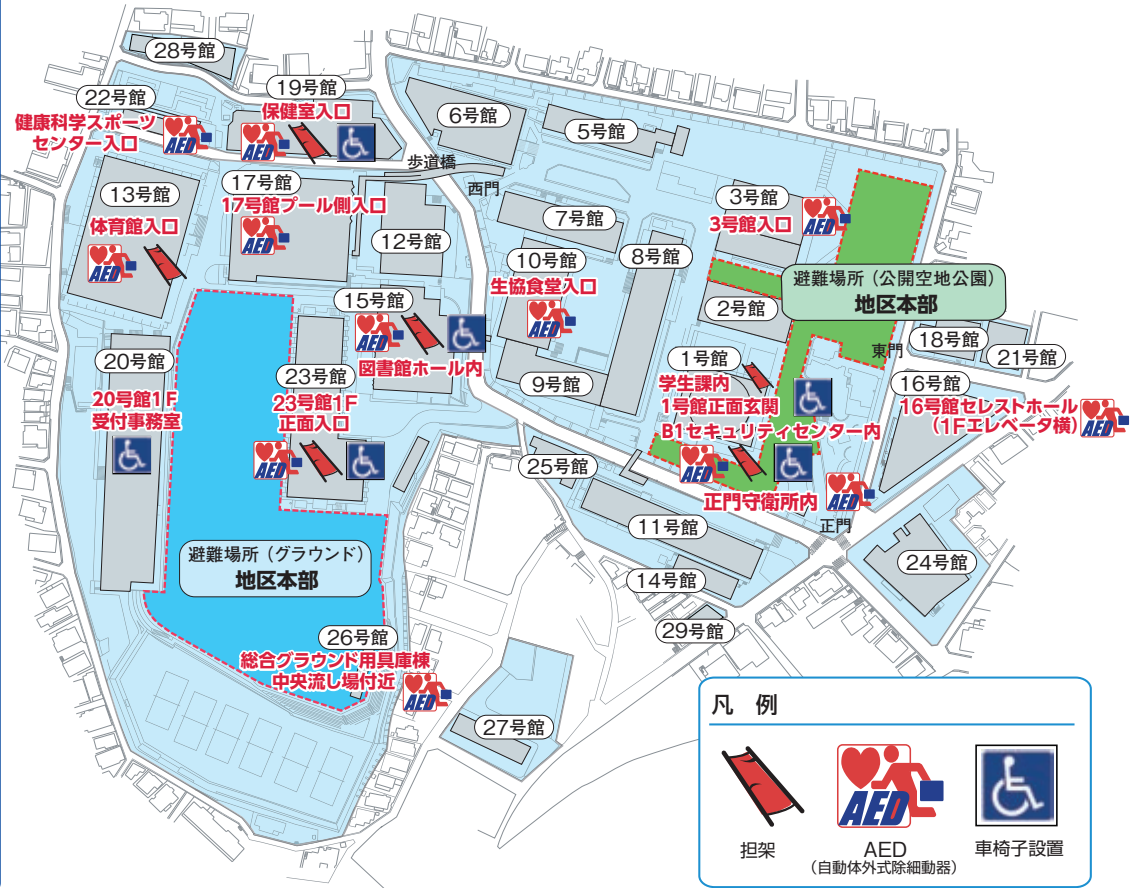 28号館
22号館
健康科学スポーツ
センター入口
AED
19号館
保健室入口
AED
6号館
5号館
歩道橋
西門
13号館
体育館入口
AED
17号館
17号館プール側入口
AED
12号館
7号館
8号館
3号館
3号館入口
AED
10号館
生協食堂入口
AED
避難場所（公開空地公園）
地区本部
2号館
15号館
AED
図書館ホール内
18号館
21号館
東門
20号館
20号館1F
受付事務室
23号館
23号館1F
正面入口
AED
9号館
1号館
学生課内
1号館正面玄関
B1セキュリティセンター内
AED
16号館
16号館セレストホール
（1Fエレベータ横）
AED
25号館
正門守衛所内
AED
正門
11号館
避難場所（グラウンド）
地区本部
14号館
24号館
29号館
26号館
総合グラウンド用具庫棟
中央流し場付近
AED
27号館
凡　例
AED
担架
AED
（自動体外式除細動器）
車椅子設置